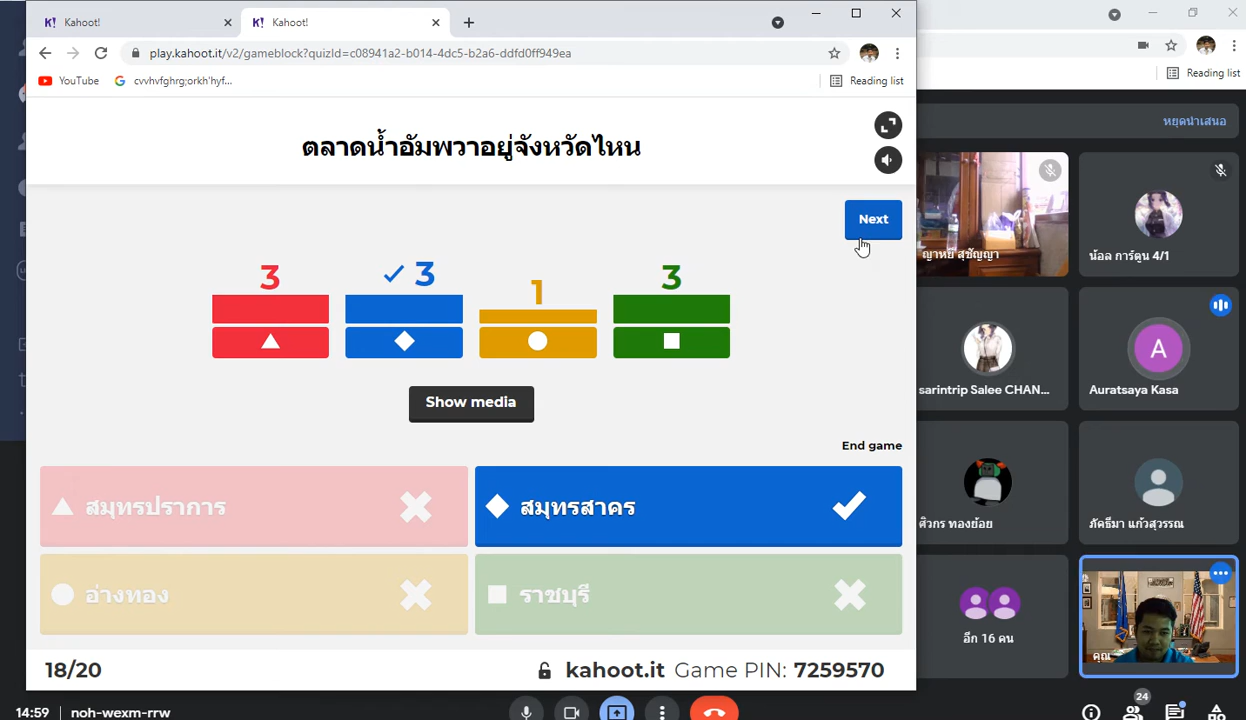 Kahoot!
Kahoot!
play.kahoot.it/v2/gameblock?quizId=c08941a2-b014-4dc5-b2a6-ddfd0ff949ea
YouTube
cvvhvfghrg;orkh'hyf...
Reading list
Reading list
หยุดนำเสนอ
ตลาดน้ำอัมพวาอยู่จังหวัดไหน
Next
3
3
1
3
Show media
End game
สมุทรปราการ
สมุทรสาคร
อ่างทอง
ราชบุรี
18/20
kahoot.it Game PIN: 7259570
ญาหยี สุชัญญา
น้อล การ์ตูน 4/1
sarintrip Salee CHAN...
A
Auratsaya Kasa
ศิวกร ทองย้อย
ภัคธีมา แก้วสุวรรณ
อีก 16 คน
คุณ
14:59
noh-wexm-rrw
24